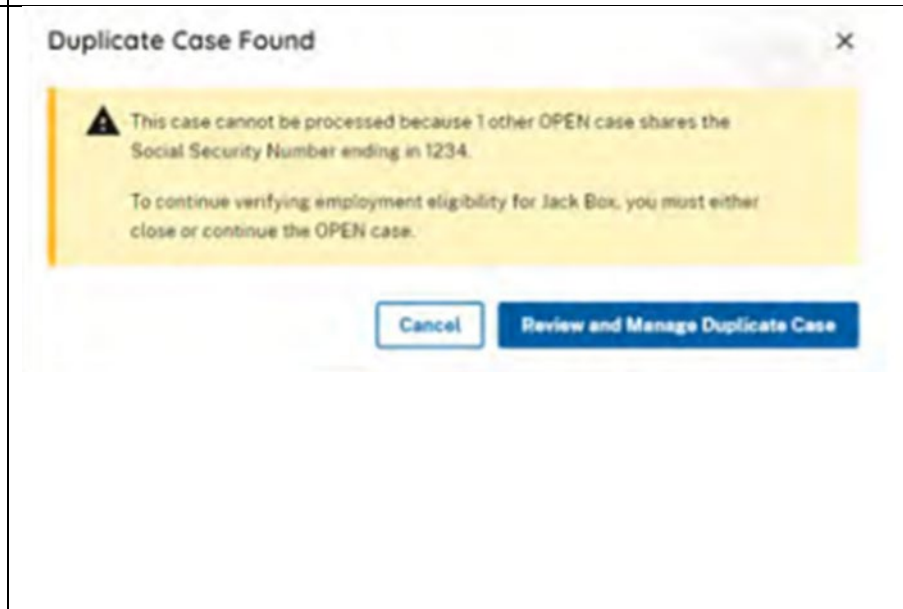 Duplicate Case Found
This case cannot be processed because 1 other OPEN case shares the
Social Security Number ending in 1234.
To continue verifying employment eligibility for Jack Box, you must either
close or continue the OPEN case.
Cancel
Review and Manage Duplicate Case